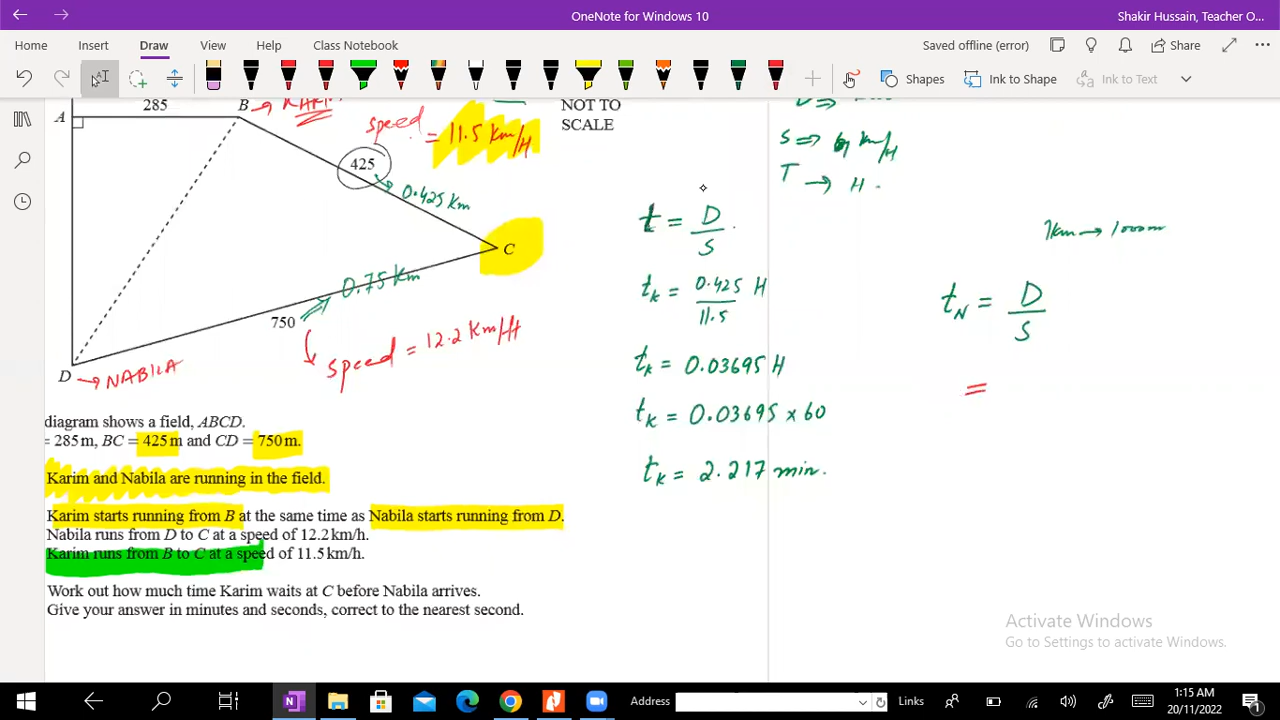 OneNote for Windows 10
Shakir Hussain, Teacher O...
Home Insert Draw View Help Class Notebook
Saved offline (error)
Share
Shapes
Ink to Shape
Ink to Text
A 285 B →
NOT TO
SCALE
speed
= 11.5 Km/H
425
0.425 Km
C
0.75 Km
750
speed = 12.2 Km/H
D → NABILA
diagram shows a field, ABCD.
= 285 m, BC = 425 m and CD = 750 m.
Karim and Nabila are running in the field.
Karim starts running from B at the same time as Nabila starts running from D.
Nabila runs from D to C at a speed of 12.2 km/h.
Karim runs from B to C at a speed of 11.5 km/h.
Work out how much time Karim waits at C before Nabila arrives.
Give your answer in minutes and seconds, correct to the nearest second.
t = D/S
tK = 0.425/11.5 H
tK = 0.03695 H
tK = 0.03695 × 60
tK = 2.217 min.
S ⇒ Km/H
T → H
1km → 1000m
tN = D/S
=
Activate Windows
Go to Settings to activate Windows.
Address
Links
1:15 AM
20/11/2022